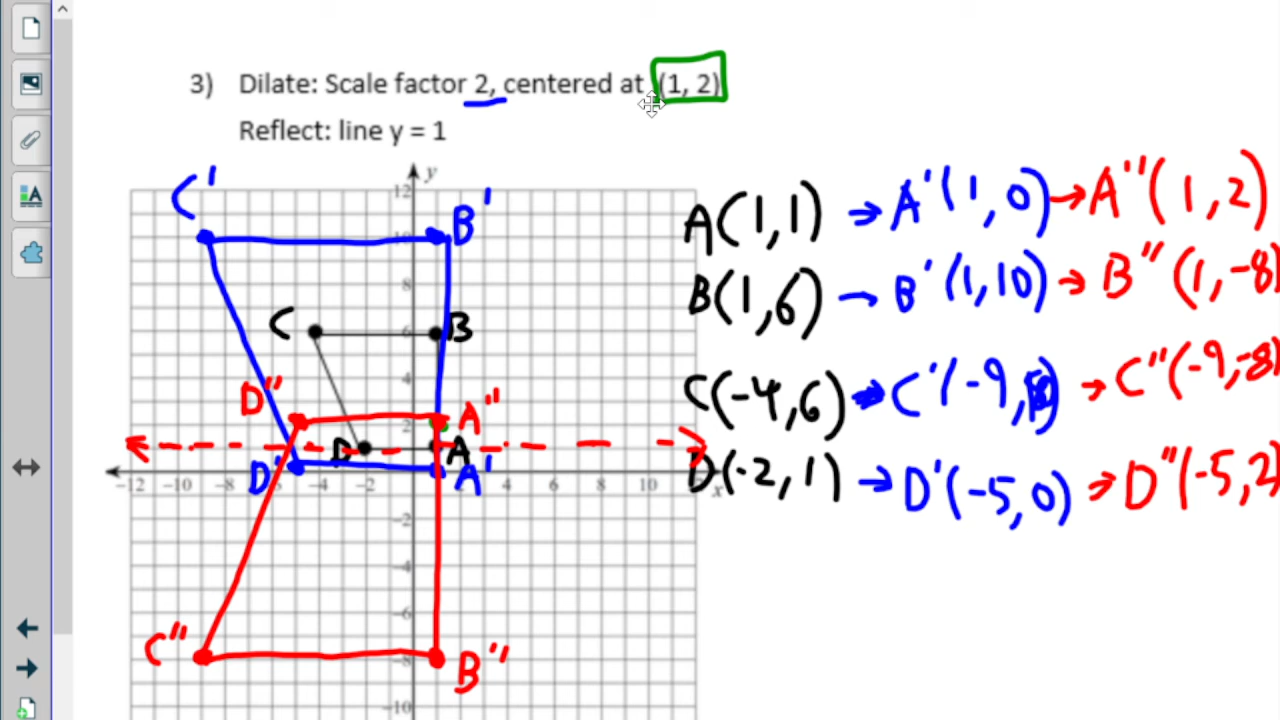 3) Dilate: Scale factor 2, centered at (1, 2)
Reflect: line y = 1
A(1,1) → A'(1,0) → A"(1,2)
B(1,6) → B'(1,10) → B"(1,-8)
C(-4,6) → C'(-9,10) → C"(-9,-8)
D(-2,1) → D'(-5,0) → D"(-5,2)
y
12
C'
B'
10
8
C
6
B
4
D"
A"
2
D
A
D'
A'
-12 -10 -8 -4 -2 4 6 8 10 x
-2
-4
-6
C"
-8
B"
-10